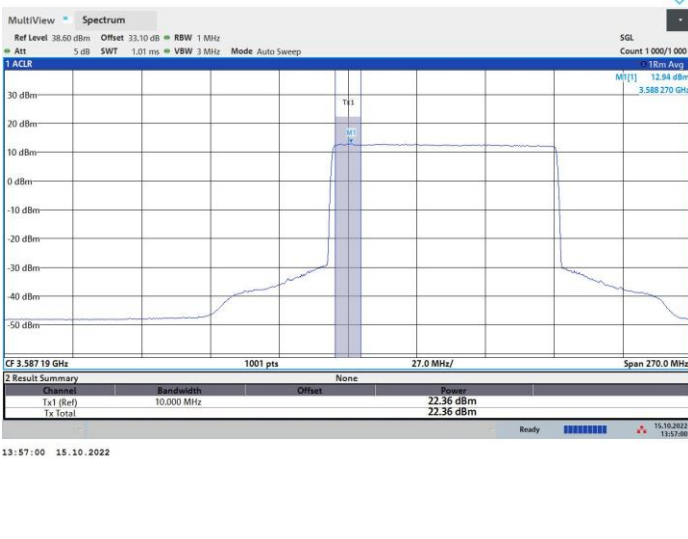 MultiView Spectrum
Ref Level 38.60 dBm Offset 33.10 dB RBW 1 MHz SGL
Att 5 dB SWT 1.01 ms VBW 3 MHz Mode Auto Sweep Count 1 000/1 000
1 ACLR 1Rm Avg
M1[1] 12.94 dBm
3.588 270 GHz
30 dBm
Tx1
20 dBm
M1
10 dBm
0 dBm
-10 dBm
-20 dBm
-30 dBm
-40 dBm
-50 dBm
CF 3.587 19 GHz 1001 pts 27.0 MHz/ Span 270.0 MHz
2 Result Summary None
Channel Bandwidth Offset Power
Tx1 (Ref) 10.000 MHz 22.36 dBm
Tx Total 22.36 dBm
Ready 15.10.2022
13:57:00
13:57:00 15.10.2022